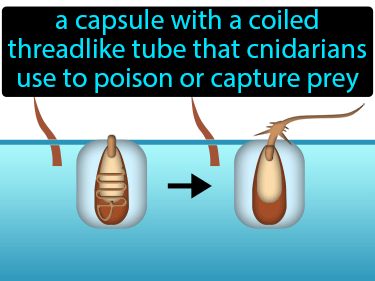 a capsule with a coiled
threadlike tube that cnidarians
use to poison or capture prey